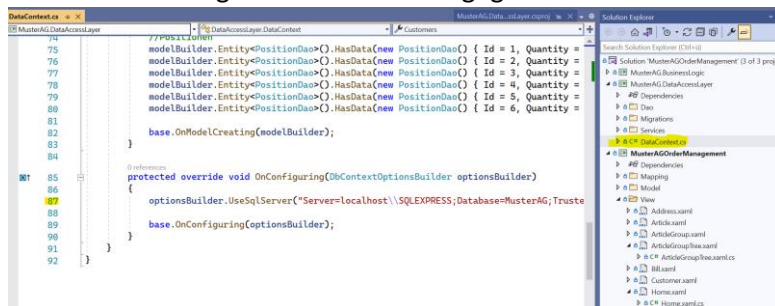 DataContext.cs
MusterAG.Data...ssLayer.csproj
MusterAG.DataAccessLayer
DataAccessLayer.DataContext
Customers
74 //Positionen
75 modelBuilder.Entity<PositionDao>().HasData(new PositionDao() { Id = 1, Quantity =
76 modelBuilder.Entity<PositionDao>().HasData(new PositionDao() { Id = 2, Quantity =
77 modelBuilder.Entity<PositionDao>().HasData(new PositionDao() { Id = 3, Quantity =
78 modelBuilder.Entity<PositionDao>().HasData(new PositionDao() { Id = 4, Quantity =
79 modelBuilder.Entity<PositionDao>().HasData(new PositionDao() { Id = 5, Quantity =
80 modelBuilder.Entity<PositionDao>().HasData(new PositionDao() { Id = 6, Quantity =
81
82 base.OnModelCreating(modelBuilder);
83 }
84
0 references
85 protected override void OnConfiguring(DbContextOptionsBuilder optionsBuilder)
86 {
87 optionsBuilder.UseSqlServer("Server=localhost\\SQLEXPRESS;Database=MusterAG;Truste
88
89 base.OnConfiguring(optionsBuilder);
90 }
91 }
92 }
Solution Explorer
Search Solution Explorer (Ctrl+ü)
Solution 'MusterAGOrderManagement' (3 of 3 proj
MusterAG.BusinessLogic
MusterAG.DataAccessLayer
Dependencies
Dao
Migrations
Services
C# DataContext.cs
MusterAGOrderManagement
Dependencies
Mapping
Model
View
Address.xaml
Article.xaml
ArticleGroup.xaml
ArticleGroupTree.xaml
C# ArticleGroupTree.xaml.cs
Bill.xaml
Customer.xaml
Home.xaml
C# Home.xaml.cs